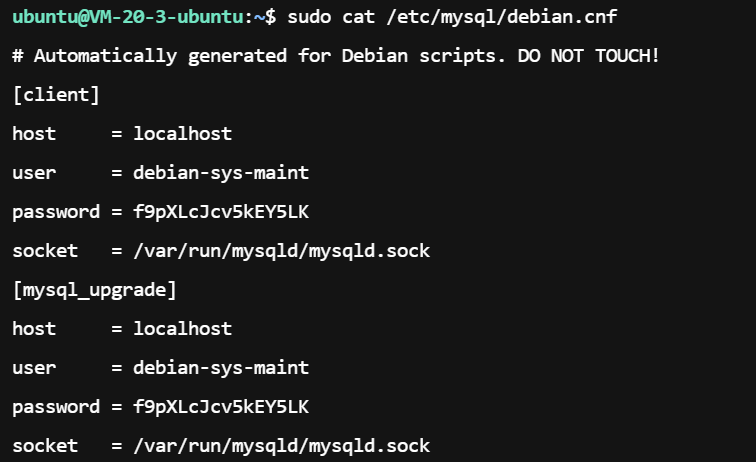 ubuntu@VM-20-3-ubuntu:~$ sudo cat /etc/mysql/debian.cnf
# Automatically generated for Debian scripts. DO NOT TOUCH!
[client]
host     = localhost
user     = debian-sys-maint
password = f9pXLcJcv5kEY5LK
socket   = /var/run/mysqld/mysqld.sock
[mysql_upgrade]
host     = localhost
user     = debian-sys-maint
password = f9pXLcJcv5kEY5LK
socket   = /var/run/mysqld/mysqld.sock